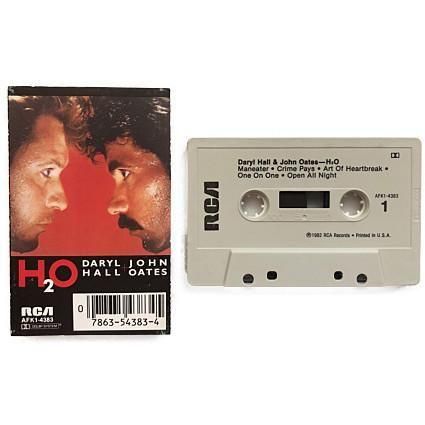 H2O
DARYL JOHN
HALL OATES
RCA
AFK1-4383
DOLBY SYSTEM
0
7863-54383-4
Daryl Hall & John Oates—H2O
Maneater • Crime Pays • Art Of Heartbreak •
One On One • Open All Night
RCA
AFK1-4383
1
℗1982 RCA Records • Printed in U.S.A.